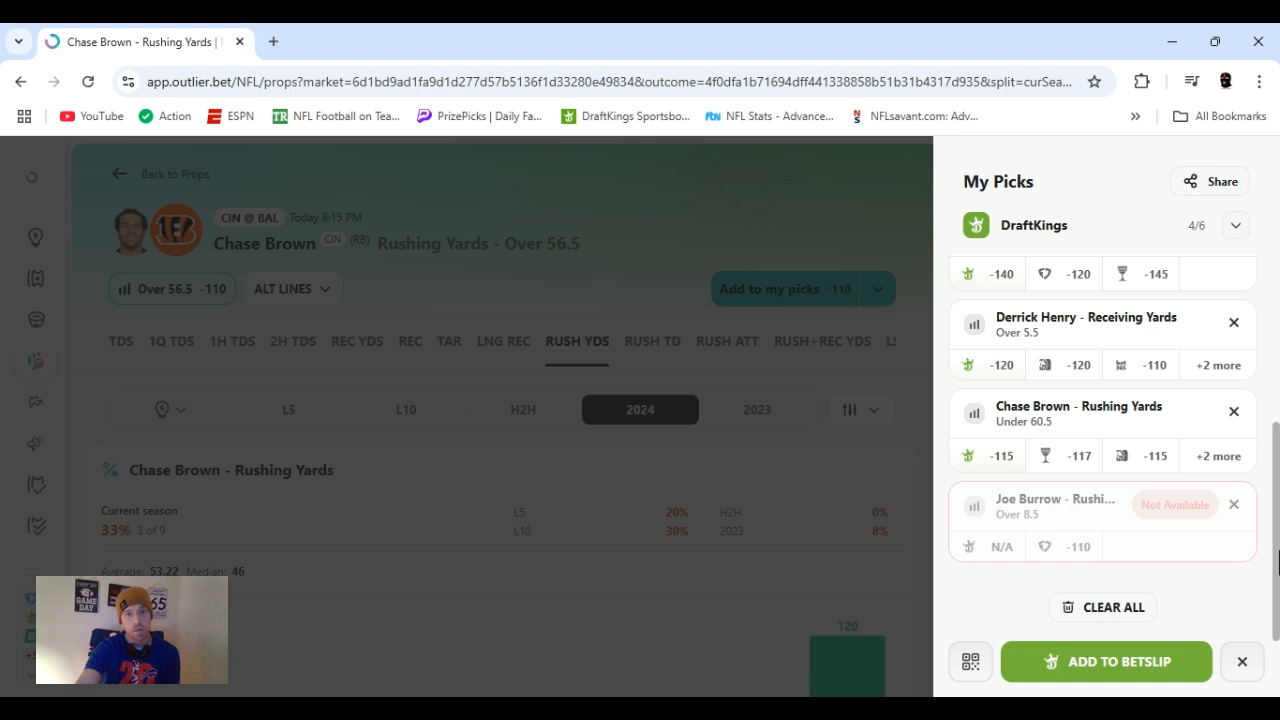 Chase Brown - Rushing Yards |
app.outlier.bet/NFL/props?market=6d1bd9ad1fa9d1d277d57b5136f1d33280e49834&outcome=4f0dfa1b71694dff441333858b51b31b4317d935&split=curSea...
YouTube Action ESPN NFL Football on Tea... PrizePicks | Daily Fa... DraftKings Sportsbo... NFL Stats - Advance... NFLsavant.com: Adv... » All Bookmarks
Back to Props
CIN @ BAL Today 8:15 PM
Chase Brown CIN (RB) Rushing Yards - Over 56.5
Over 56.5 -110 ALT LINES Add to my picks -110
TDS 1Q TDS 1H TDS 2H TDS REC YDS REC TAR LNG REC RUSH YDS RUSH TD RUSH ATT RUSH+REC YDS
L5 L10 H2H 2024 2023
Chase Brown - Rushing Yards
Current season L5 20% H2H 0%
33% 3 of 9 L10 30% 2023 8%
Average: 53.22 Median: 46
120
EVERY DAY
GAME
DAY
65
My Picks Share
DraftKings 4/6
-140 -120 -145
Derrick Henry - Receiving Yards
Over 5.5
-120 -120 -110 +2 more
Chase Brown - Rushing Yards
Under 60.5
-115 -117 -115 +2 more
Joe Burrow - Rushi... Not Available
Over 8.5
N/A -110
CLEAR ALL
ADD TO BETSLIP